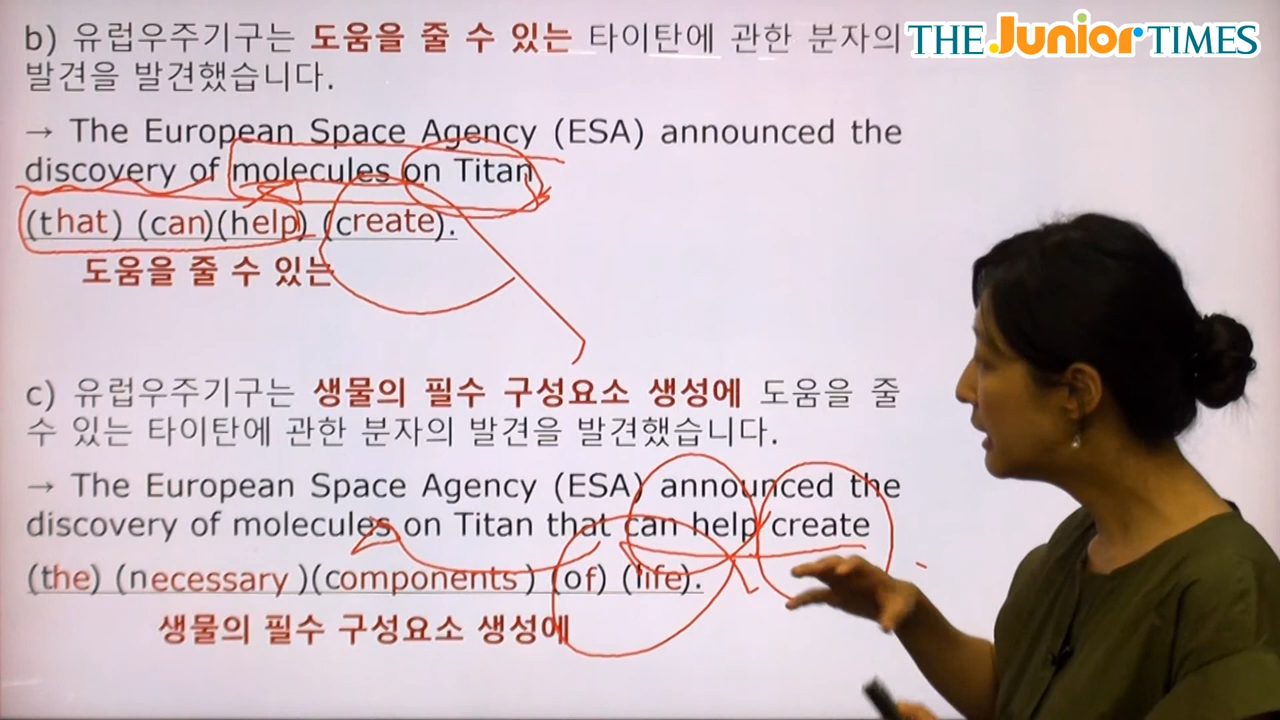 THE Junior TIMES
b) 유럽우주기구는 도움을 줄 수 있는 타이탄에 관한 분자의
발견을 발견했습니다.
→ The European Space Agency (ESA) announced the
discovery of molecules on Titan
(that) (can)(help) (create).
도움을 줄 수 있는
c) 유럽우주기구는 생물의 필수 구성요소 생성에 도움을 줄
수 있는 타이탄에 관한 분자의 발견을 발견했습니다.
→ The European Space Agency (ESA) announced the
discovery of molecules on Titan that can help create
(the) (necessary )(components ) (of) (life).
생물의 필수 구성요소 생성에